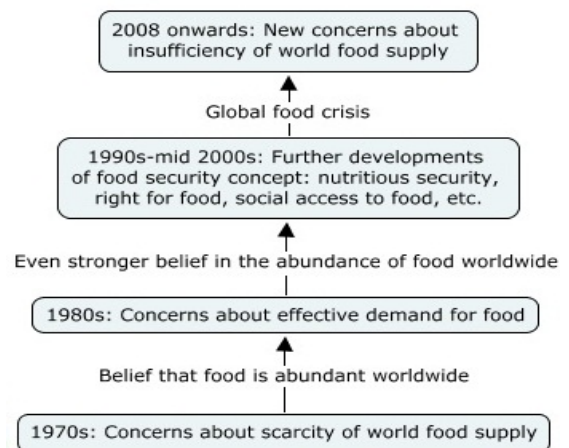 2008 onwards: New concerns about
insufficiency of world food supply
Global food crisis
1990s-mid 2000s: Further developments
of food security concept: nutritious security,
right for food, social access to food, etc.
Even stronger belief in the abundance of food worldwide
1980s: Concerns about effective demand for food
Belief that food is abundant worldwide
1970s: Concerns about scarcity of world food supply